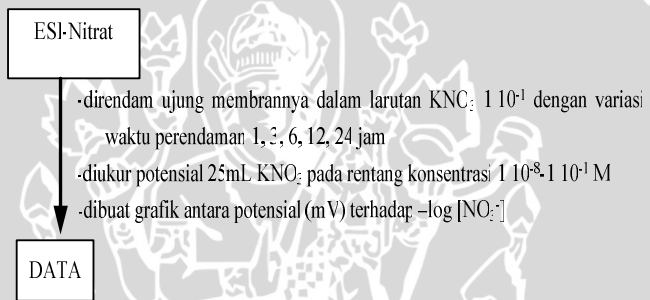 ESI-Nitrat
-direndam ujung membrannya dalam larutan KNO₃ 1 10⁻¹ dengan variasi
waktu perendaman 1, 3, 6, 12, 24 jam
-diukur potensial 25mL KNO₃ pada rentang konsentrasi 1 10⁻⁸-1 10⁻¹ M
-dibuat grafik antara potensial (mV) terhadap –log [NO₃⁻]
DATA